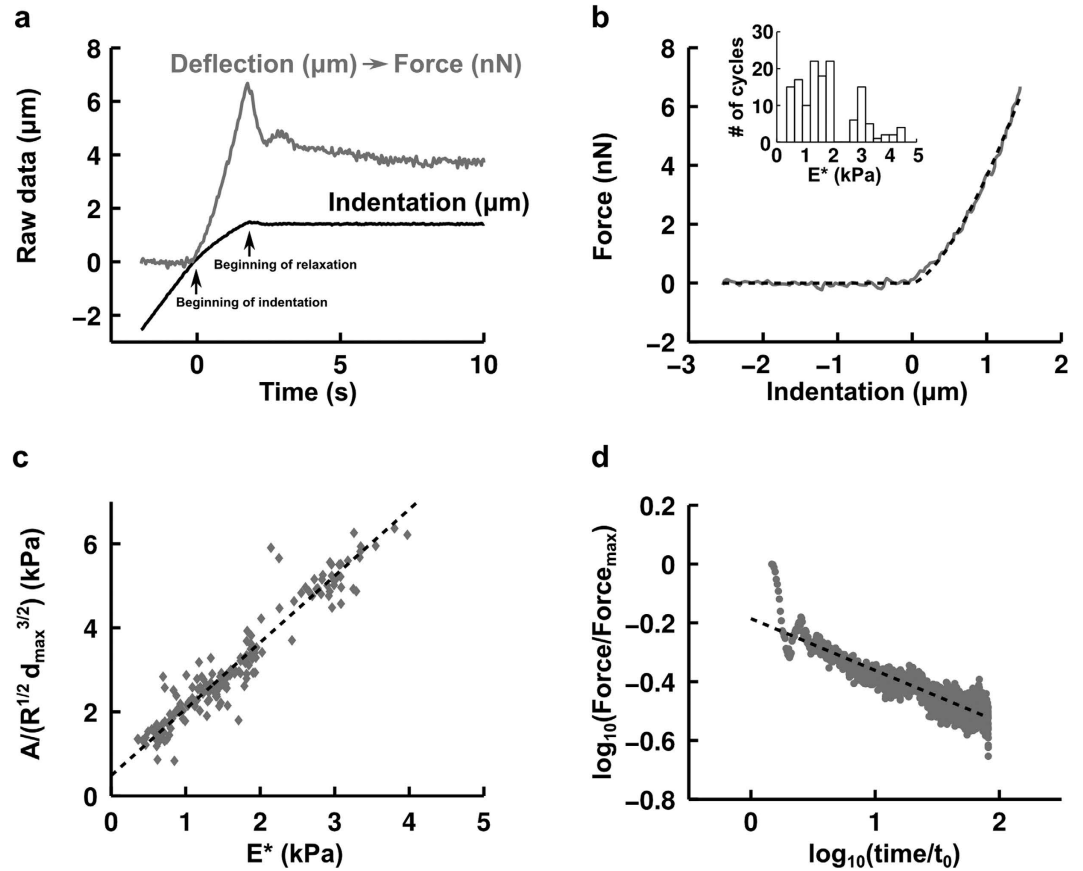 a
Deflection (µm) → Force (nN)
Raw data (µm)
8
6
4
2
0
−2
Indentation (µm)
Beginning of relaxation
Beginning of indentation
0
5
10
Time (s)
b
30
20
10
0
# of cycles
0
1
2
3
4
5
E* (kPa)
8
6
4
2
0
−2
Force (nN)
−3
−2
−1
0
1
2
Indentation (µm)
c
6
4
2
0
A/(R^1/2 d_max^3/2) (kPa)
0
1
2
3
4
5
E* (kPa)
d
0.2
0
−0.2
−0.4
−0.6
−0.8
log₁₀(Force/Force_max)
0
1
2
log₁₀(time/t₀)